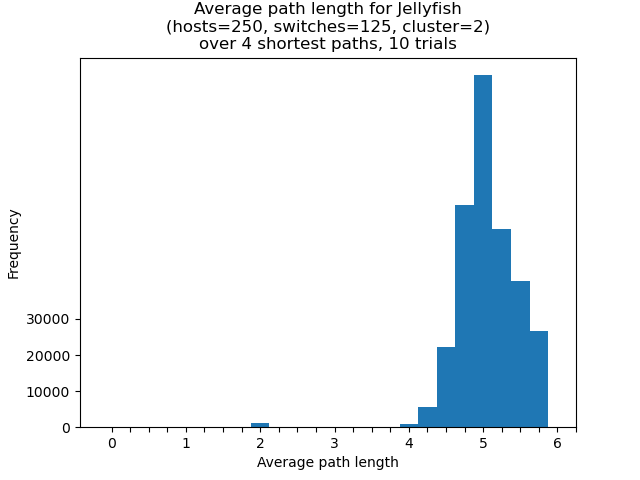 Average path length for Jellyfish
(hosts=250, switches=125, cluster=2)
over 4 shortest paths, 10 trials
Frequency
30000
20000
10000
0
0 1 2 3 4 5 6
Average path length